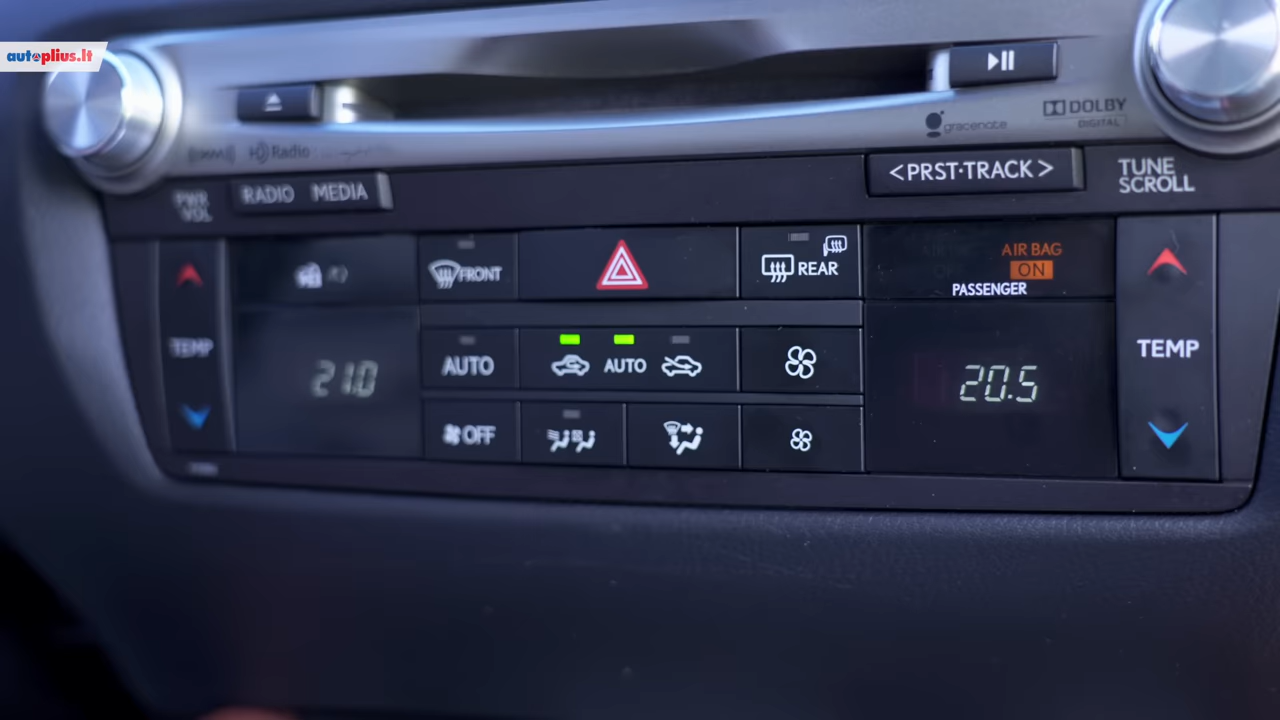 autoplius.lt
DOLBY
DIGITAL
gracenote
HD Radio
<PRST·TRACK>
TUNE
SCROLL
PWR
VOL
RADIO MEDIA
FRONT
REAR
AIR BAG
ON
PASSENGER
TEMP
21.0
AUTO
AUTO
20.5
TEMP
OFF